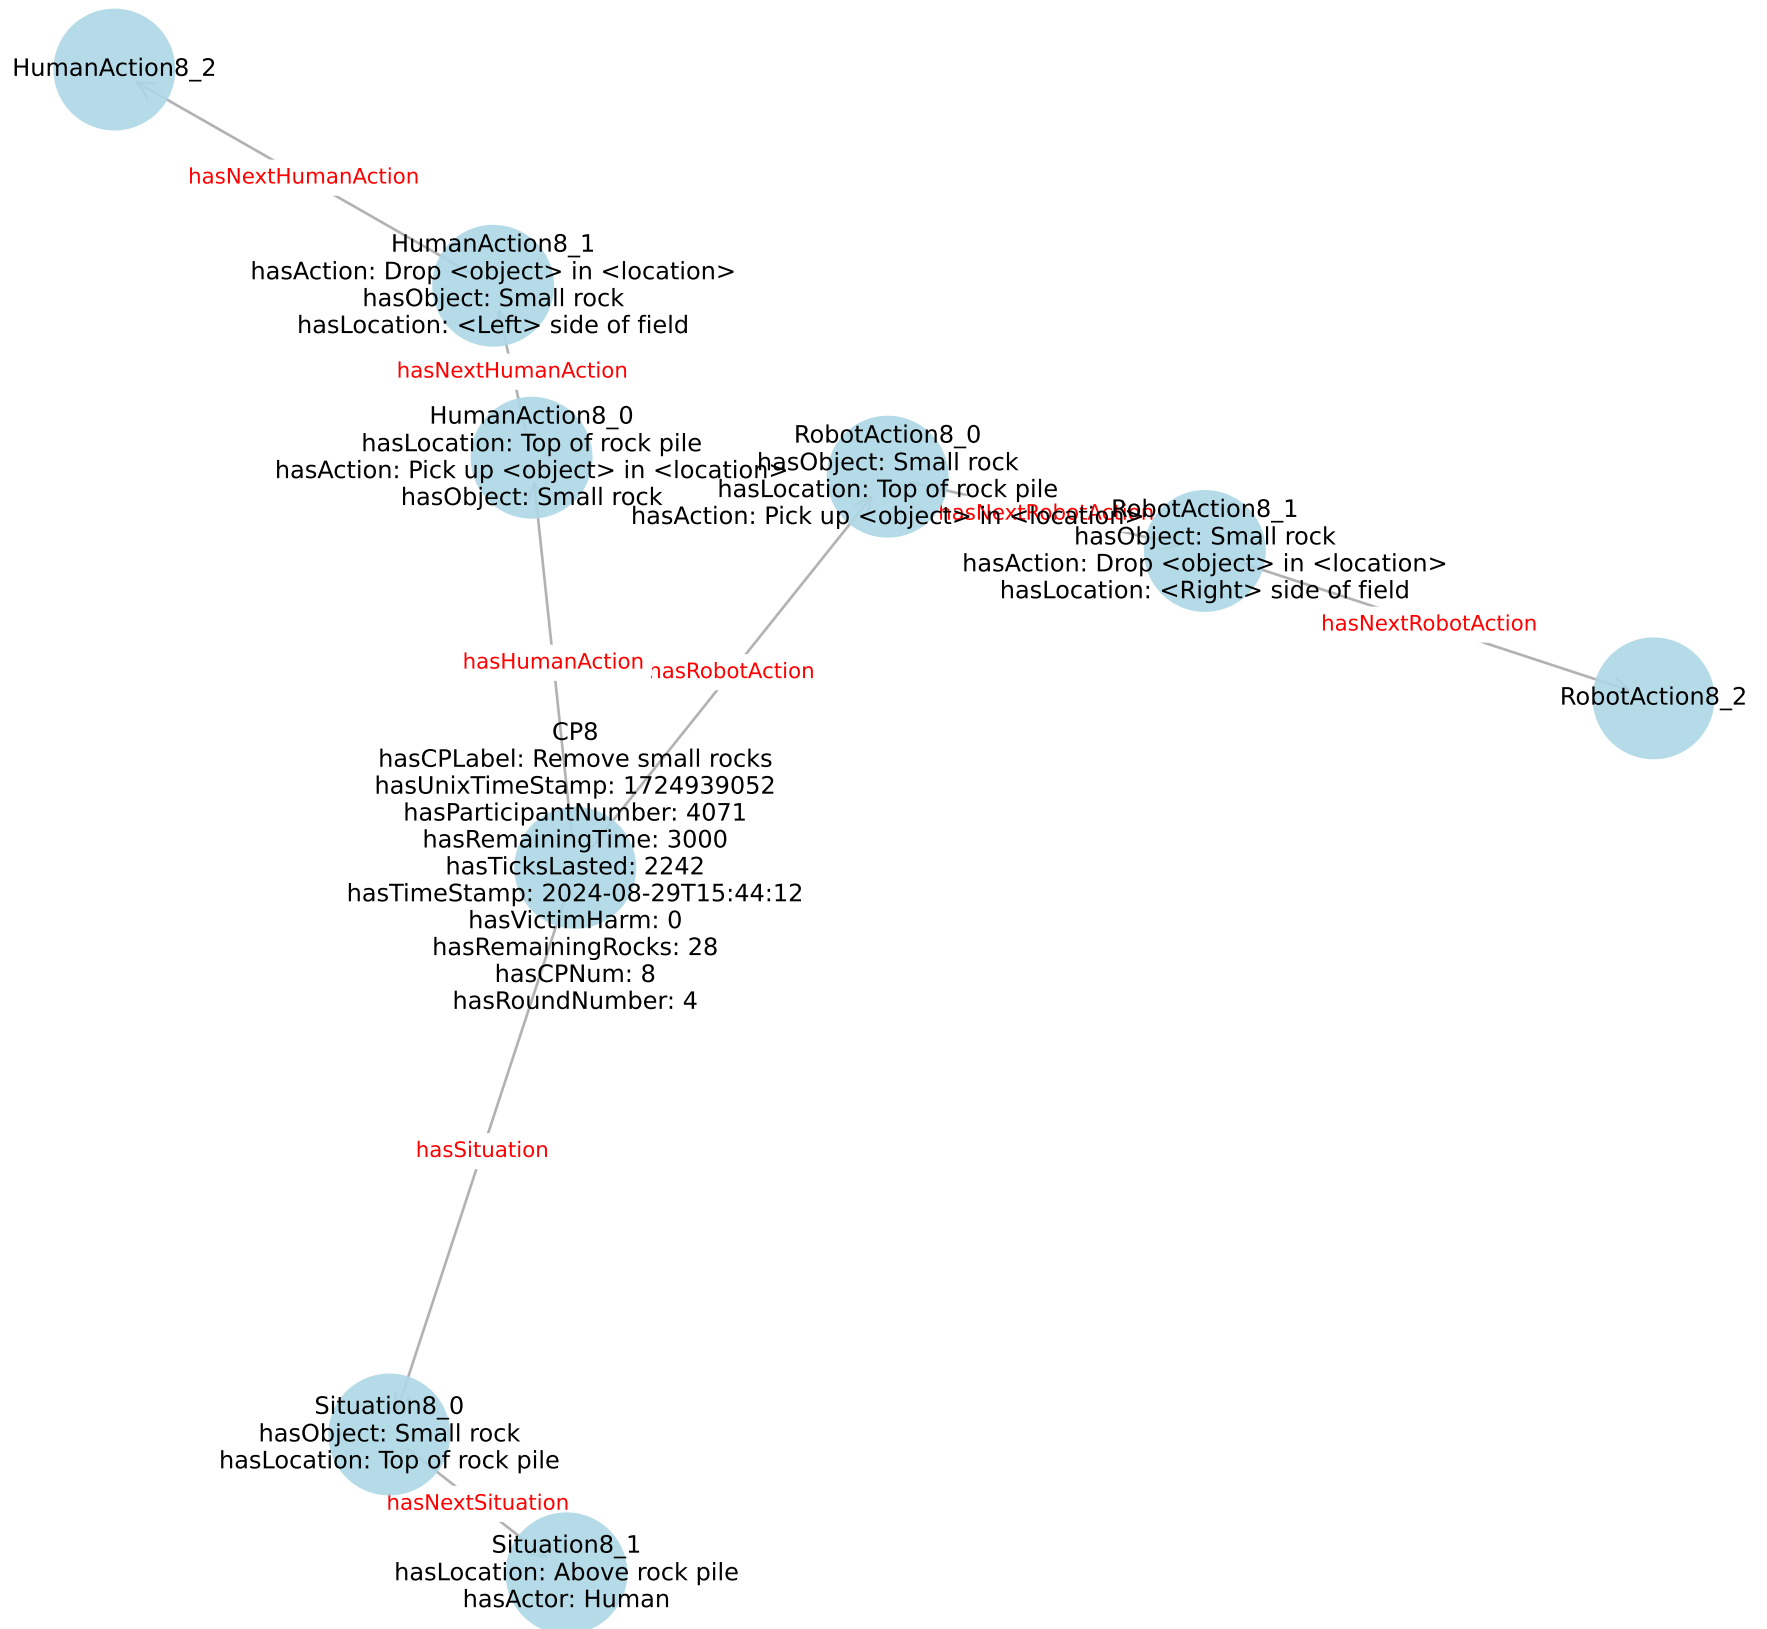 HumanAction8_2
hasNextHumanAction
HumanAction8_1
hasAction: Drop <object> in <location>
hasObject: Small rock
hasLocation: <Left> side of field
hasNextHumanAction
HumanAction8_0
hasLocation: Top of rock pile
hasAction: Pick up <object> in <location>
hasObject: Small rock
RobotAction8_0
hasObject: Small rock
hasLocation: Top of rock pile
hasAction: Pick up <object> in <location>
hasNextRobotAction
RobotAction8_1
hasObject: Small rock
hasAction: Drop <object> in <location>
hasLocation: <Right> side of field
hasNextRobotAction
RobotAction8_2
hasHumanAction
hasRobotAction
CP8
hasCPLabel: Remove small rocks
hasUnixTimeStamp: 1724939052
hasParticipantNumber: 4071
hasRemainingTime: 3000
hasTicksLasted: 2242
hasTimeStamp: 2024-08-29T15:44:12
hasVictimHarm: 0
hasRemainingRocks: 28
hasCPNum: 8
hasRoundNumber: 4
hasSituation
Situation8_0
hasObject: Small rock
hasLocation: Top of rock pile
hasNextSituation
Situation8_1
hasLocation: Above rock pile
hasActor: Human